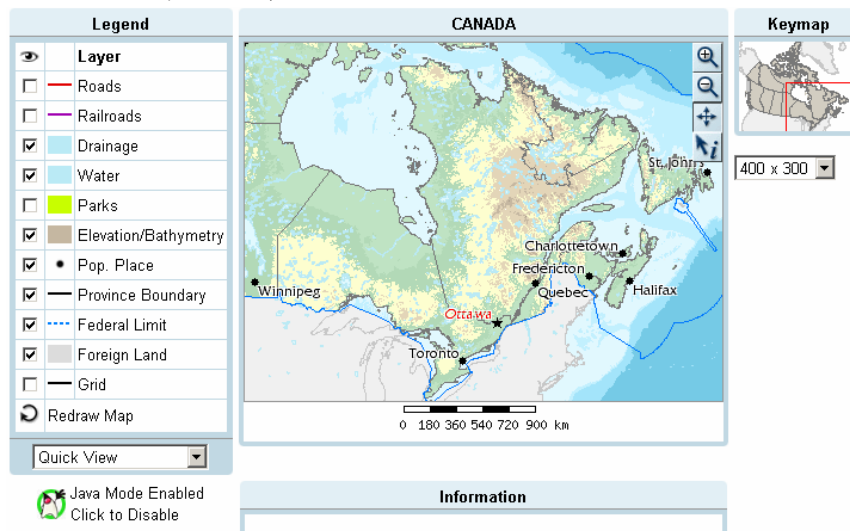 Legend
Layer
Roads
Railroads
Drainage
Water
Parks
Elevation/Bathymetry
Pop. Place
Province Boundary
Federal Limit
Foreign Land
Grid
Redraw Map
Quick View
Java Mode Enabled
Click to Disable
CANADA
St. John's
Charlottetown
Fredericton
Winnipeg
Quebec
Halifax
Ottawa
Toronto
0 180 360 540 720 900 km
Information
Keymap
400 x 300